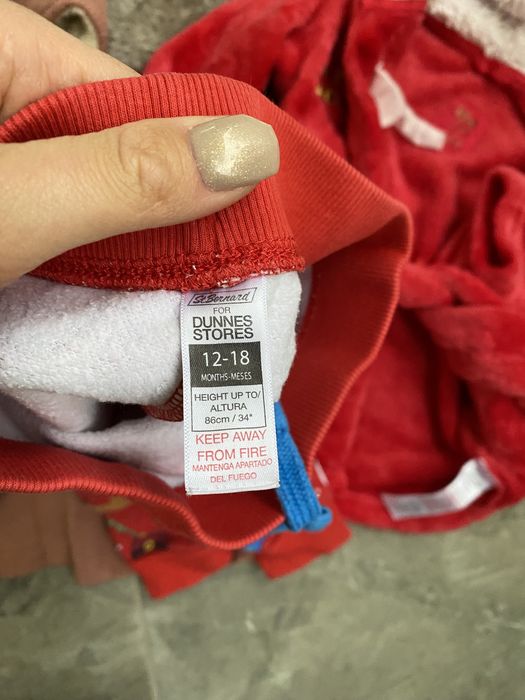 St.Bernard
FOR
DUNNES
STORES
12-18
MONTHS-MESES
HEIGHT UP TO/
ALTURA
86cm / 34"
KEEP AWAY
FROM FIRE
MANTENGA APARTADO
DEL FUEGO